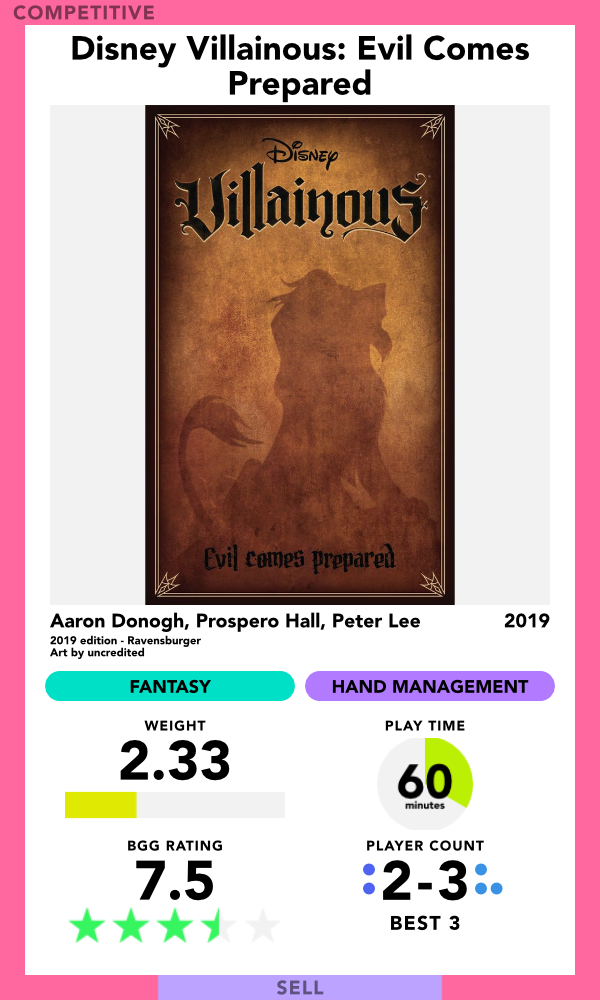 COMPETITIVE
Disney Villainous: Evil Comes
Prepared
Disney
Villainous
Evil comes prepared
Aaron Donogh, Prospero Hall, Peter Lee 2019
2019 edition - Ravensburger
Art by uncredited
FANTASY HAND MANAGEMENT
WEIGHT PLAY TIME
2.33 60
minutes
BGG RATING PLAYER COUNT
7.5 2-3
BEST 3
SELL